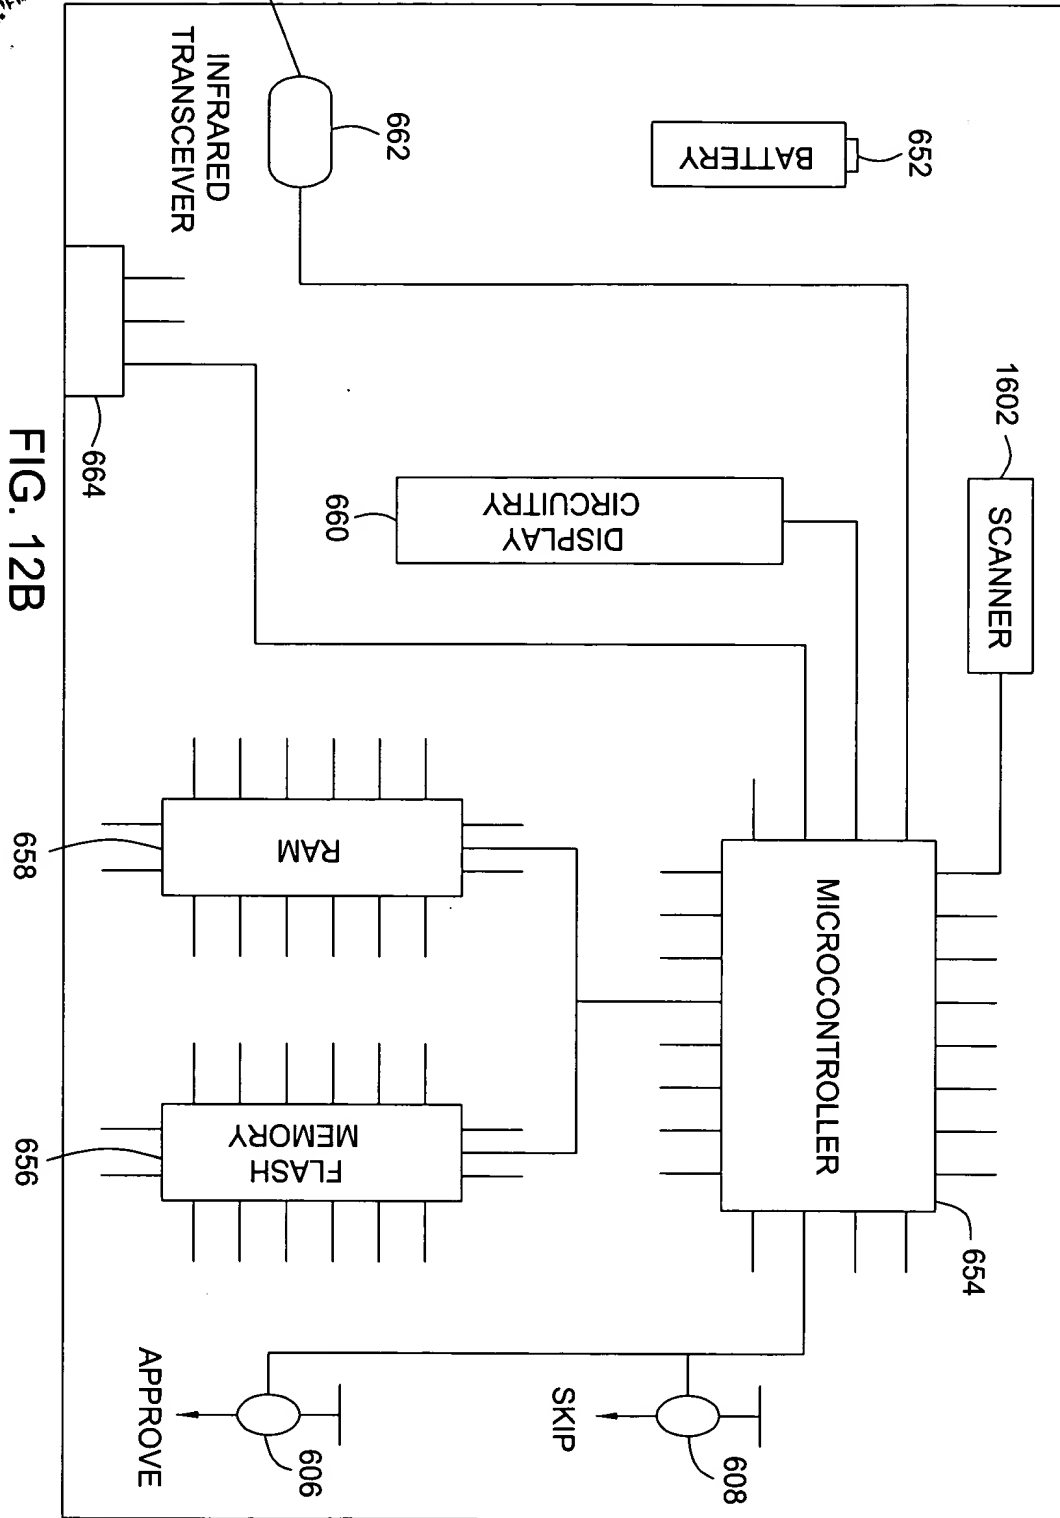 1602
SCANNER
652
BATTERY
662
INFRARED
TRANSCEIVER
664
DISPLAY
CIRCUITRY
660
MICROCONTROLLER
654
RAM
658
FLASH
MEMORY
656
608
SKIP
606
APPROVE
FIG. 12B